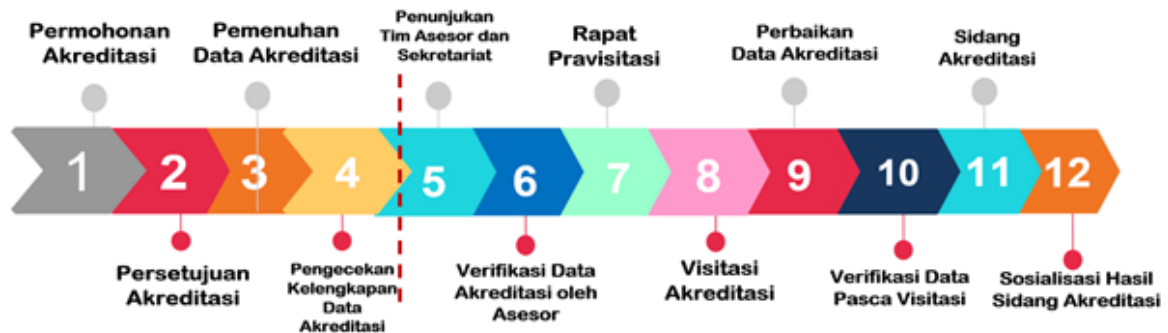 Permohonan
Akreditasi
Pemenuhan
Data Akreditasi
Penunjukan
Tim Asesor dan
Sekretariat
Rapat
Pravisitasi
Perbaikan
Data Akreditasi
Sidang
Akreditasi
1
2
3
4
5
6
7
8
9
10
11
12
Persetujuan
Akreditasi
Pengecekan
Kelengkapan
Data
Akreditasi
Verifikasi Data
Akreditasi oleh
Asesor
Visitasi
Akreditasi
Verifikasi Data
Pasca Visitasi
Sosialisasi Hasil
Sidang Akreditasi